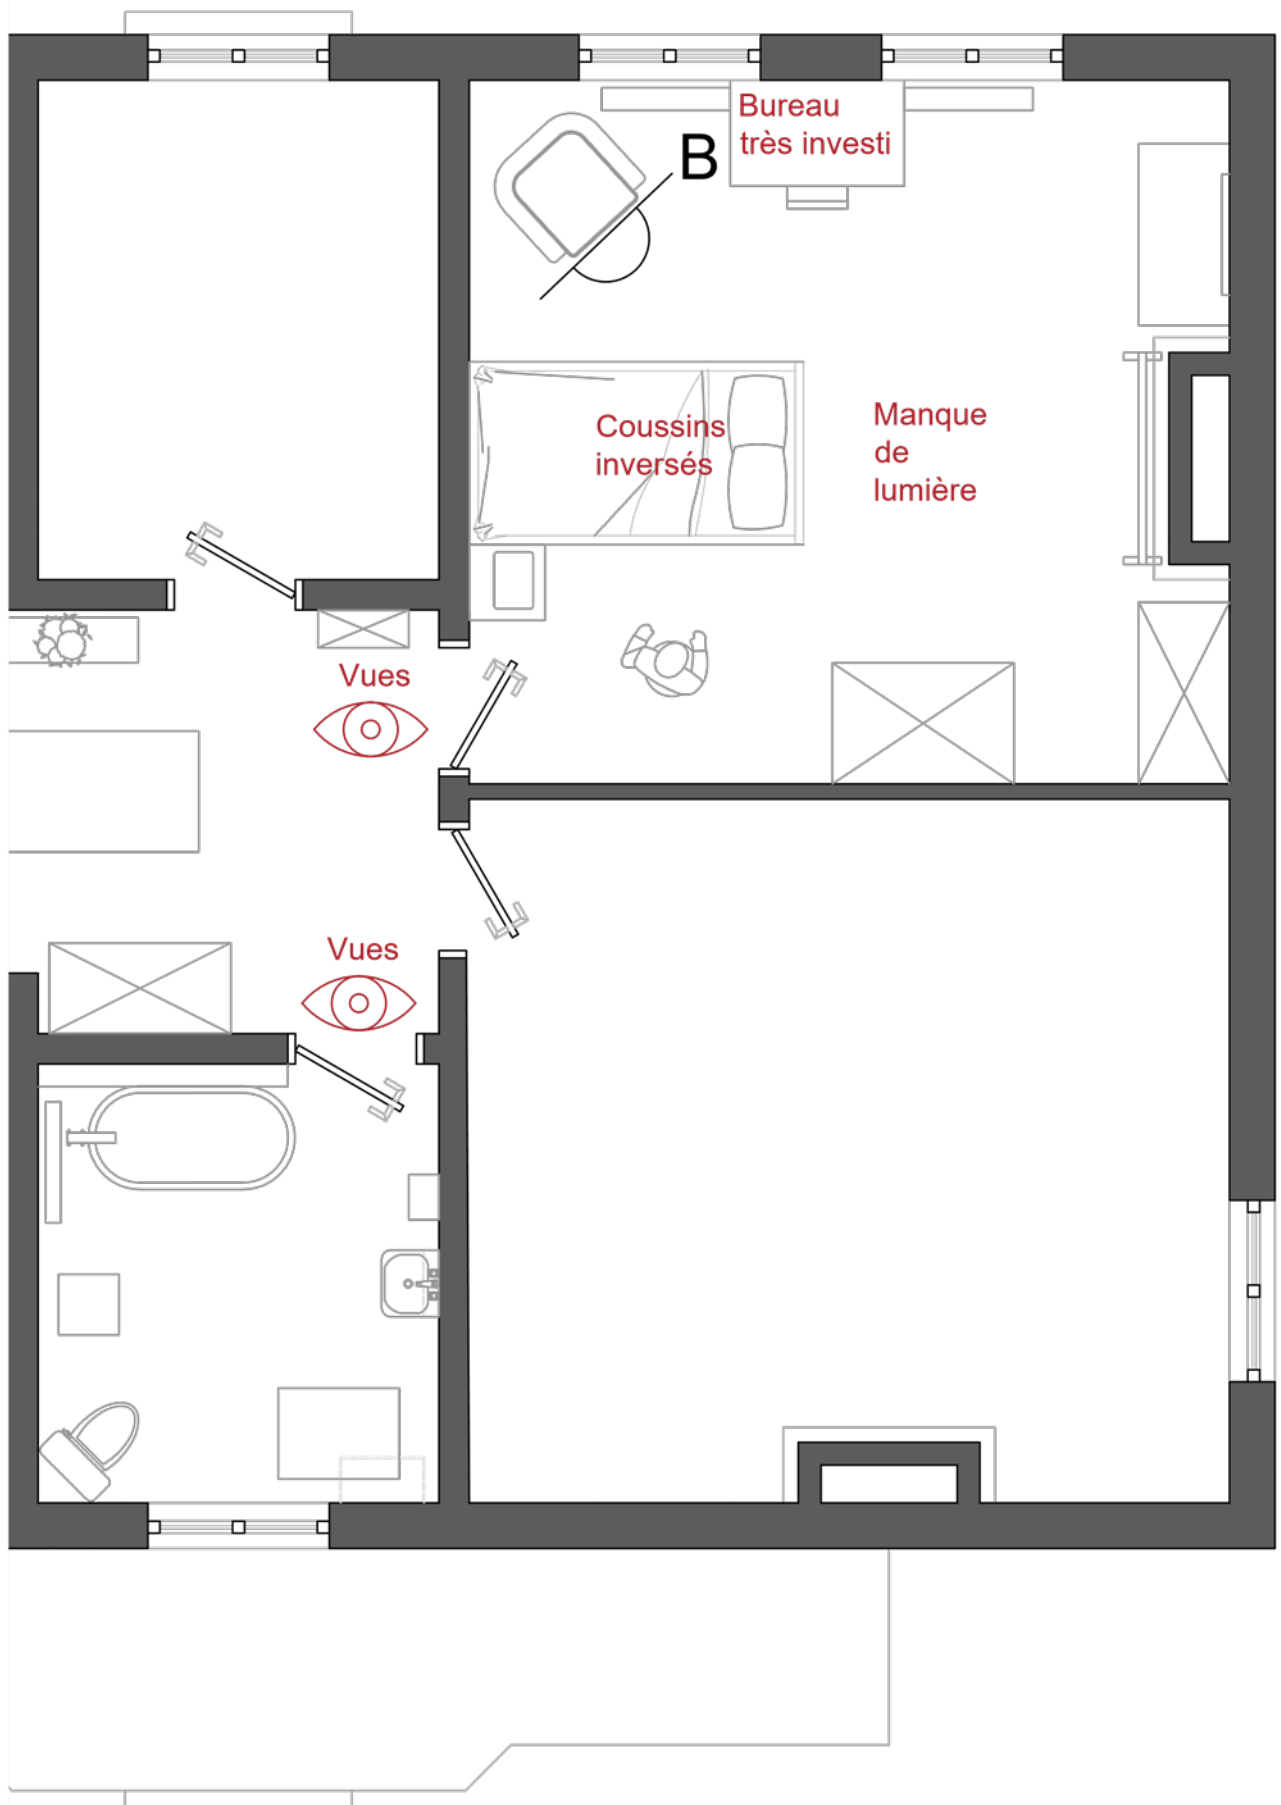 Bureau
très investi
B
Coussins
inversés
Manque
de
lumière
Vues
Vues